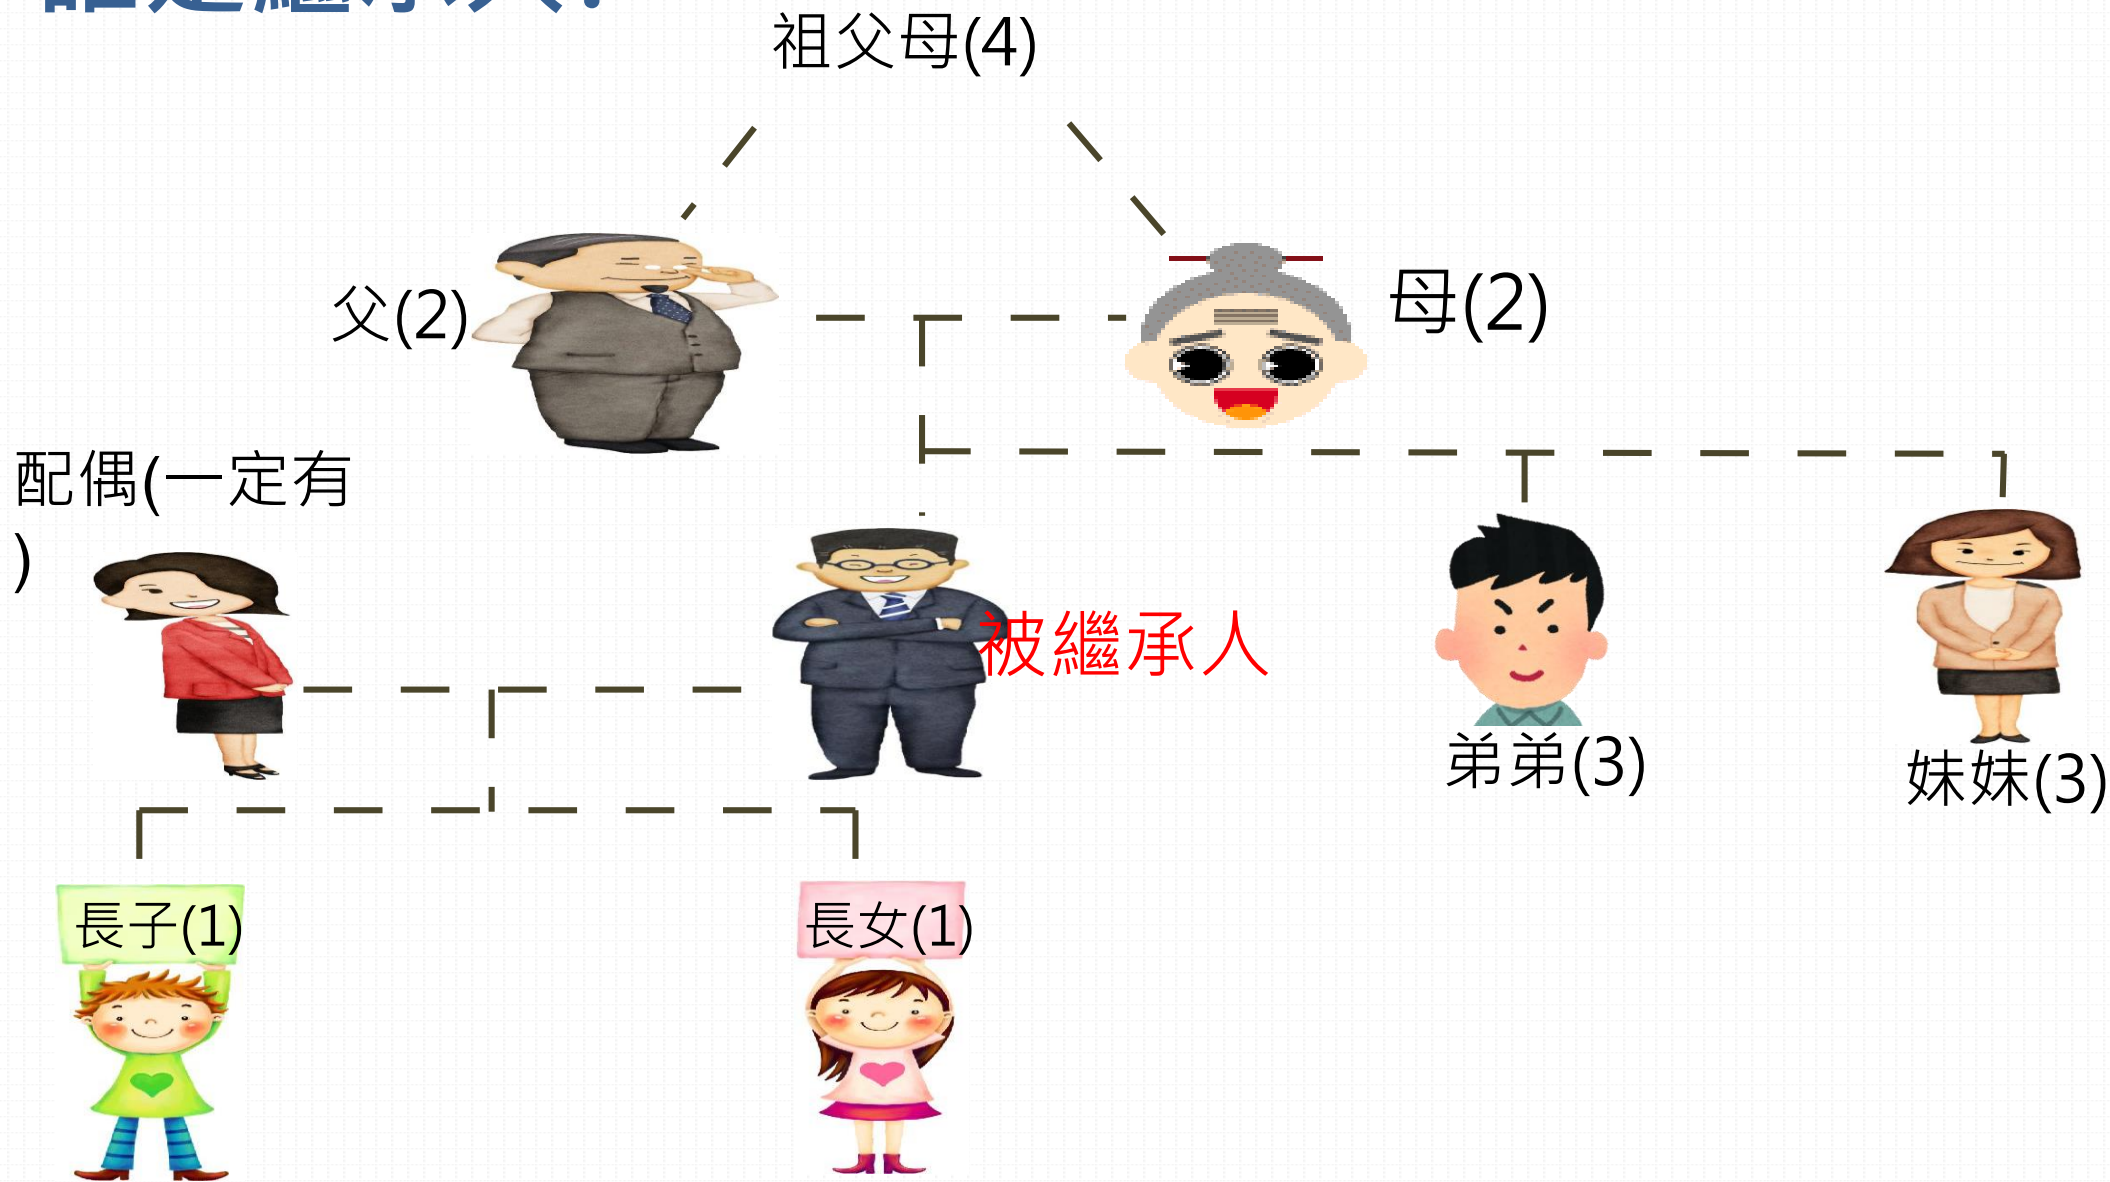 祖父母(4)
父(2)
母(2)
配偶(一定有
)
被繼承人
弟弟(3)
妹妹(3)
長子(1)
長女(1)